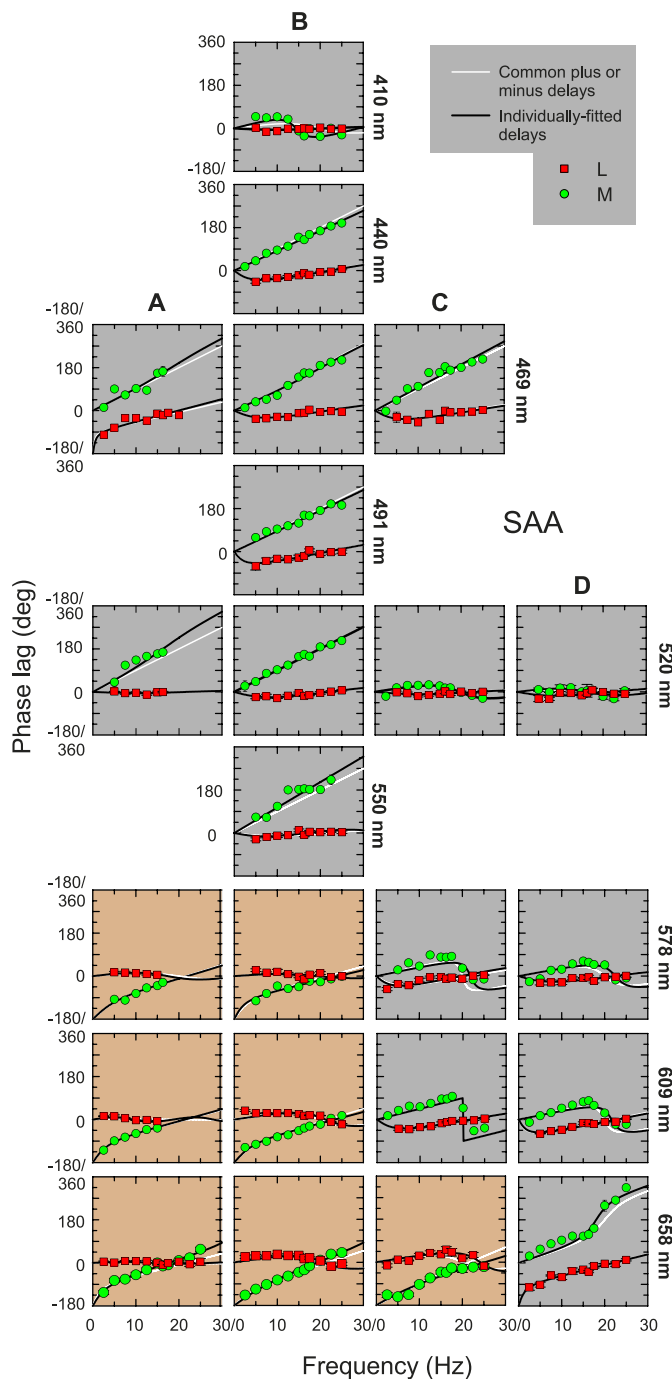 B
360
180
0
-180/
410 nm
Common plus or
minus delays
Individually-fitted
delays
L
M
360
180
0
-180/
440 nm
A
C
360
180
0
-180/
469 nm
360
180
0
-180/
491 nm
SAA
D
360
180
0
-180/
520 nm
360
180
0
-180/
550 nm
360
180
0
-180/
578 nm
360
180
0
-180/
609 nm
360
180
0
-180
658 nm
0 10 20 30/0 10 20 30/0 10 20 30/0 10 20 30
Phase lag (deg)
Frequency (Hz)